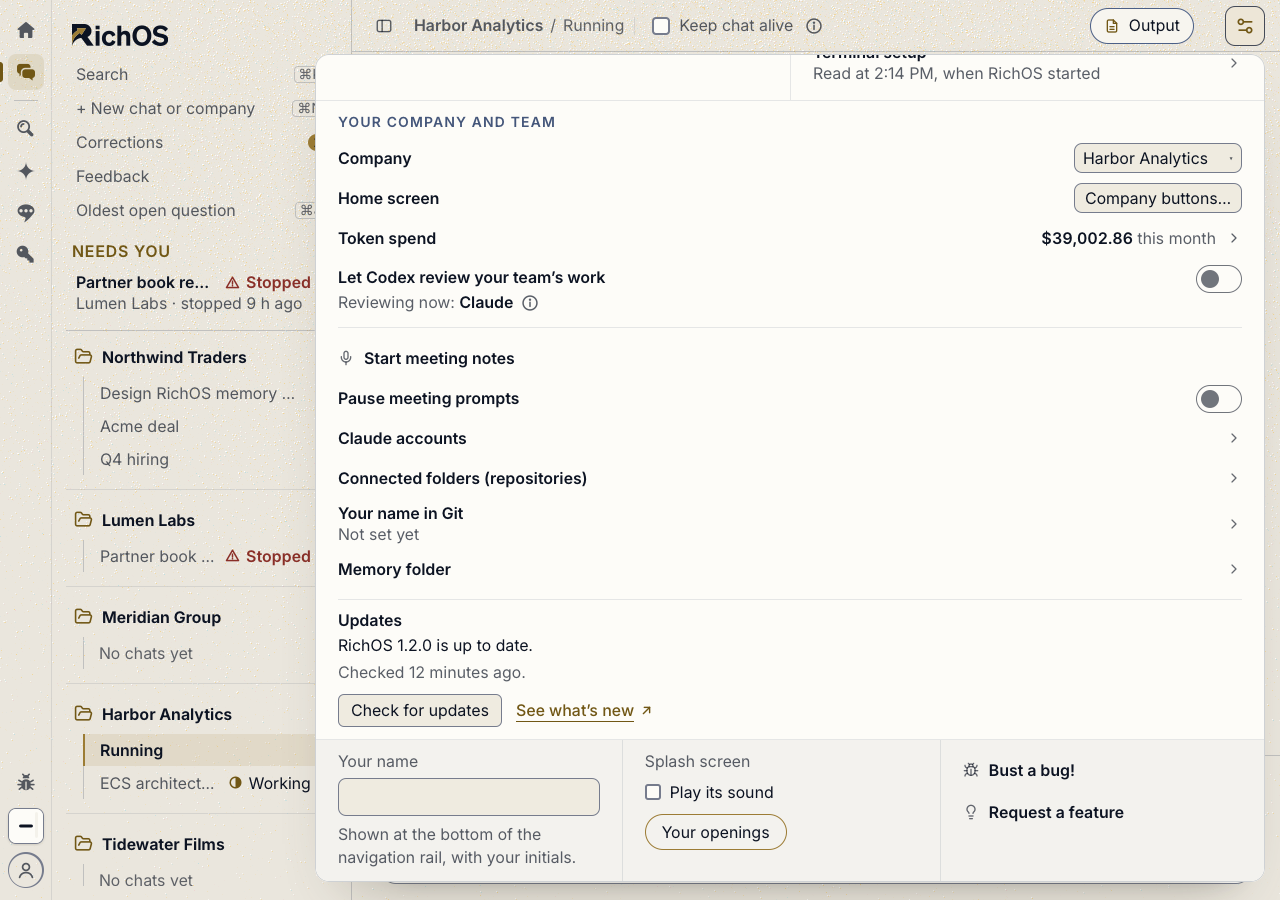 RichOS
Search
+ New chat or company
Corrections
Feedback
Oldest open question
NEEDS YOU
Partner book re... Stopped
Lumen Labs · stopped 9 h ago
Northwind Traders
Design RichOS memory ...
Acme deal
Q4 hiring
Lumen Labs
Partner book ... Stopped
Meridian Group
No chats yet
Harbor Analytics
Running
ECS architect... Working
Tidewater Films
No chats yet
Harbor Analytics / Running
Keep chat alive
Output
Terminal setup
Read at 2:14 PM, when RichOS started
YOUR COMPANY AND TEAM
Company Harbor Analytics
Home screen Company buttons...
Token spend $39,002.86 this month
Let Codex review your team’s work
Reviewing now: Claude
Start meeting notes
Pause meeting prompts
Claude accounts
Connected folders (repositories)
Your name in Git
Not set yet
Memory folder
Updates
RichOS 1.2.0 is up to date.
Checked 12 minutes ago.
Check for updates See what’s new ↗
Your name
Shown at the bottom of the
navigation rail, with your initials.
Splash screen
Play its sound
Your openings
Bust a bug!
Request a feature